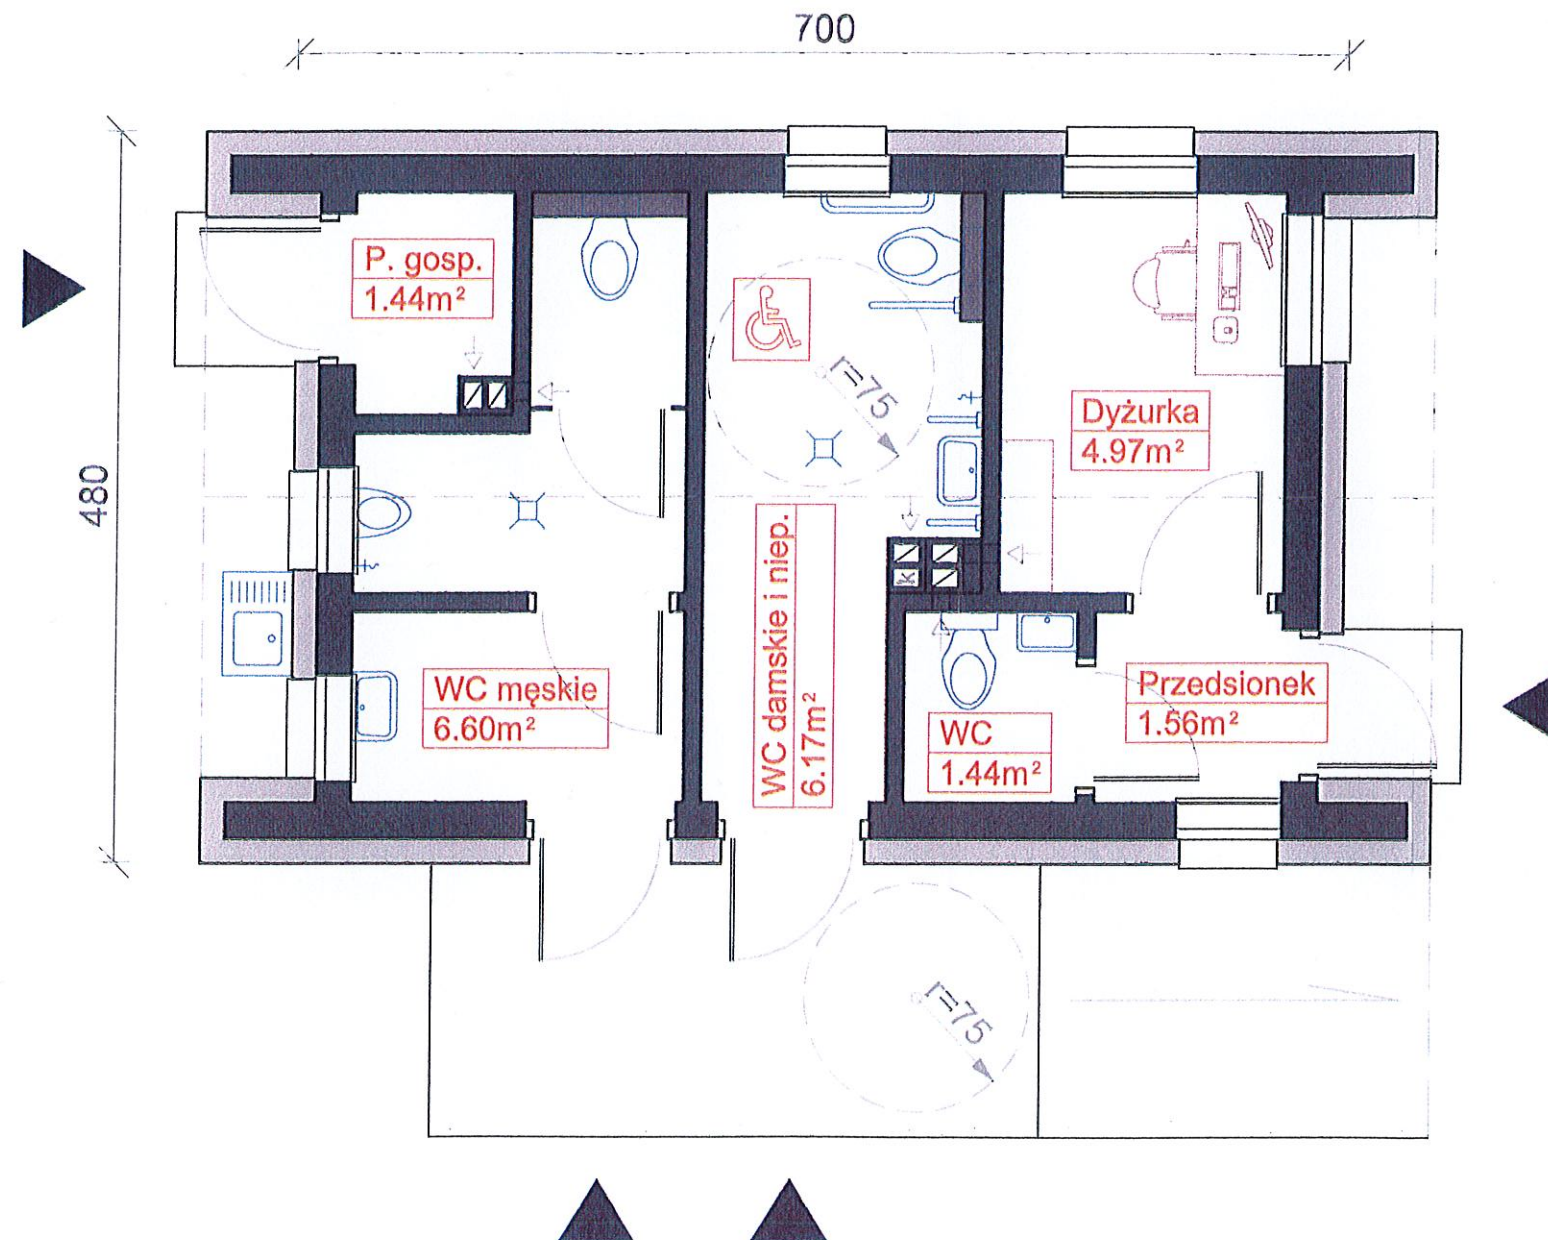 700
480
P. gosp.
1.44m²
r=75
Dyżurka
4.97m²
WC damskie i niep.
6.17m²
k
WC męskie
6.60m²
WC
1.44m²
Przedsionek
1.56m²
r=75